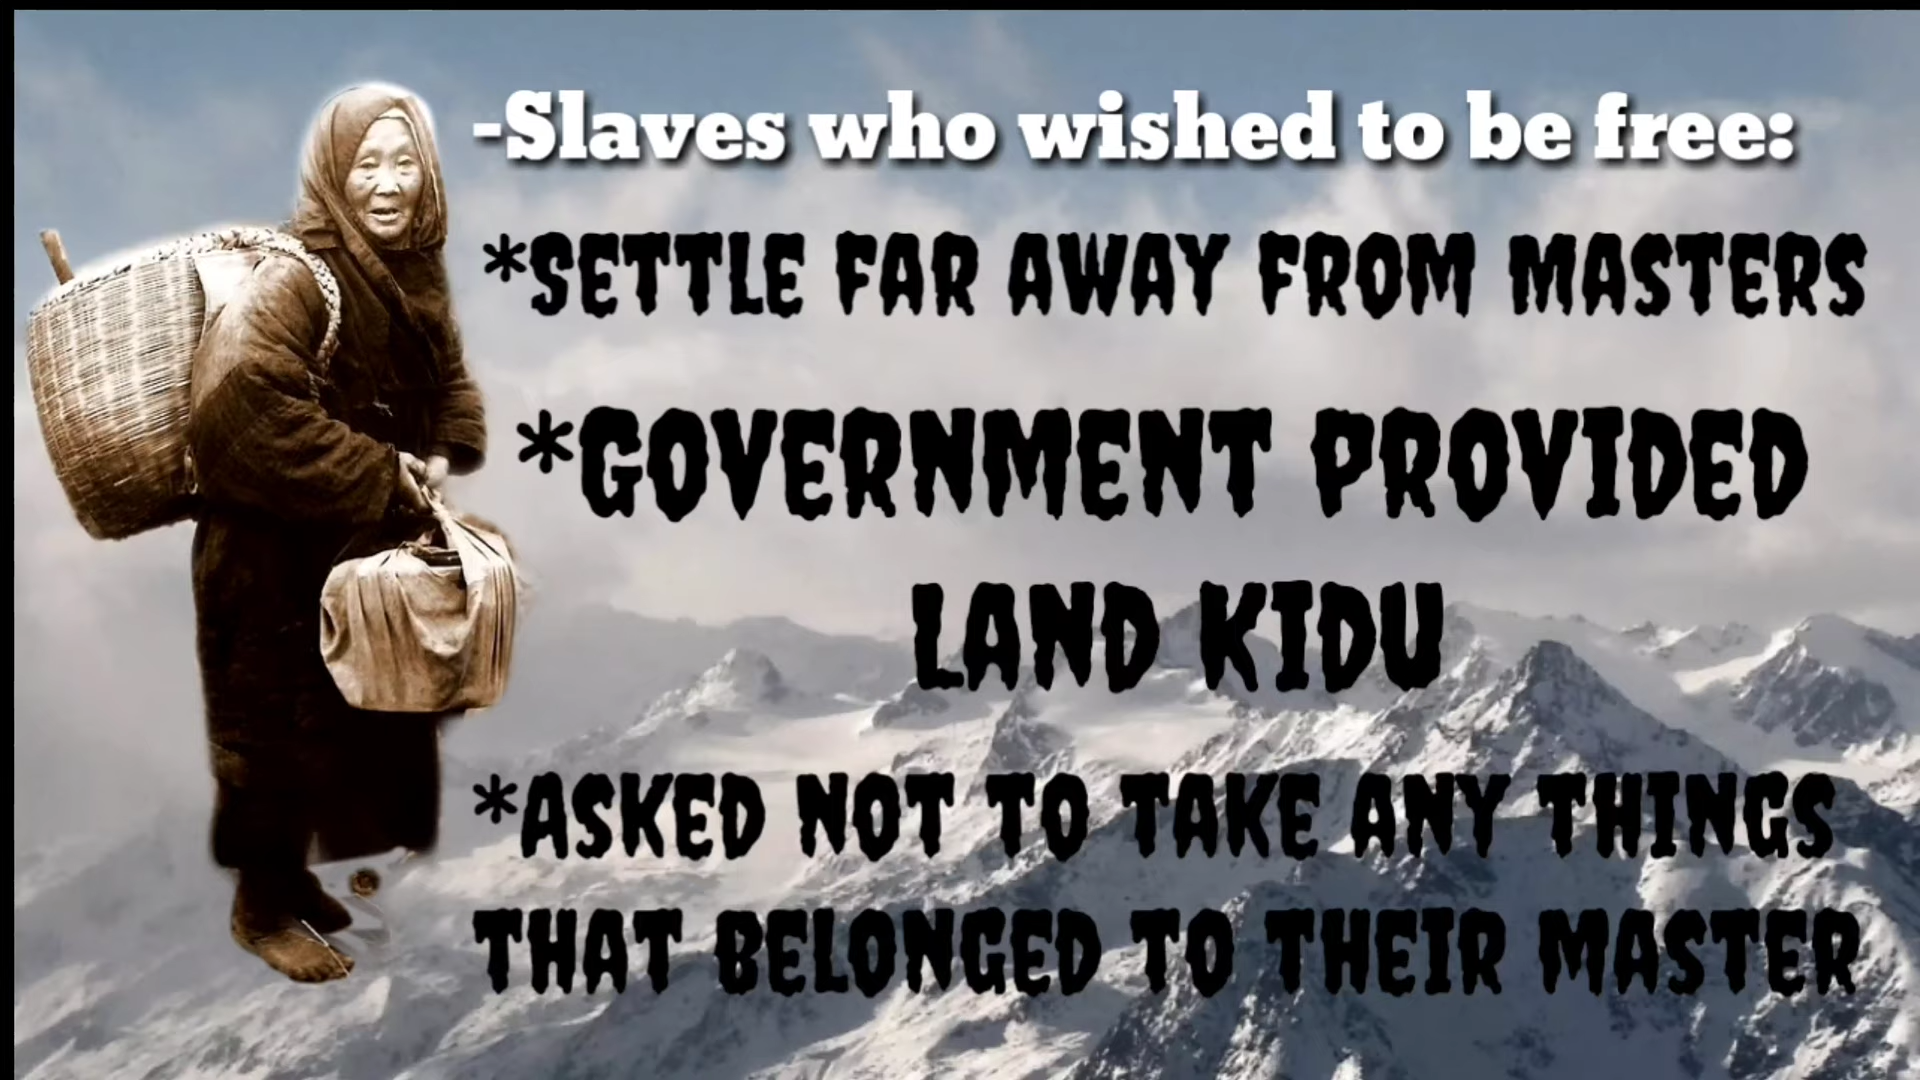 -Slaves who wished to be free:
*SETTLE FAR AWAY FROM MASTERS
*GOVERNMENT PROVIDED
LAND KIDU
*ASKED NOT TO TAKE ANY THINGS
THAT BELONGED TO THEIR MASTER